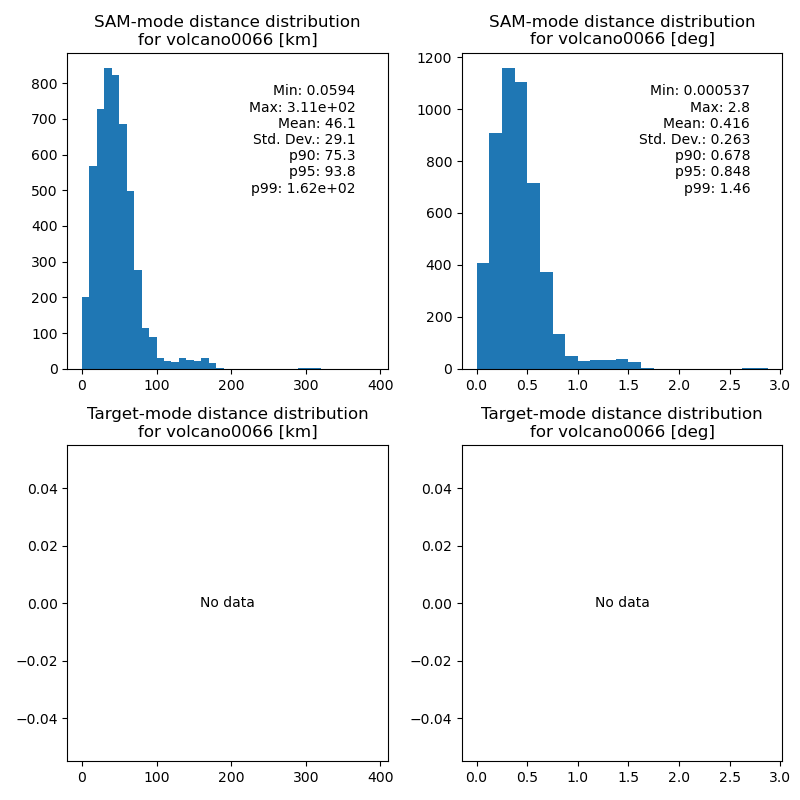 SAM-mode distance distribution
for volcano0066 [km]
800
700
600
500
400
300
200
100
0
Min: 0.0594
Max: 3.11e+02
Mean: 46.1
Std. Dev.: 29.1
p90: 75.3
p95: 93.8
p99: 1.62e+02
0
100
200
300
400
SAM-mode distance distribution
for volcano0066 [deg]
1200
1000
800
600
400
200
0
Min: 0.000537
Max: 2.8
Mean: 0.416
Std. Dev.: 0.263
p90: 0.678
p95: 0.848
p99: 1.46
0.0
0.5
1.0
1.5
2.0
2.5
3.0
Target-mode distance distribution
for volcano0066 [km]
0.04
0.02
0.00
−0.02
−0.04
No data
0
100
200
300
400
Target-mode distance distribution
for volcano0066 [deg]
0.04
0.02
0.00
−0.02
−0.04
No data
0.0
0.5
1.0
1.5
2.0
2.5
3.0